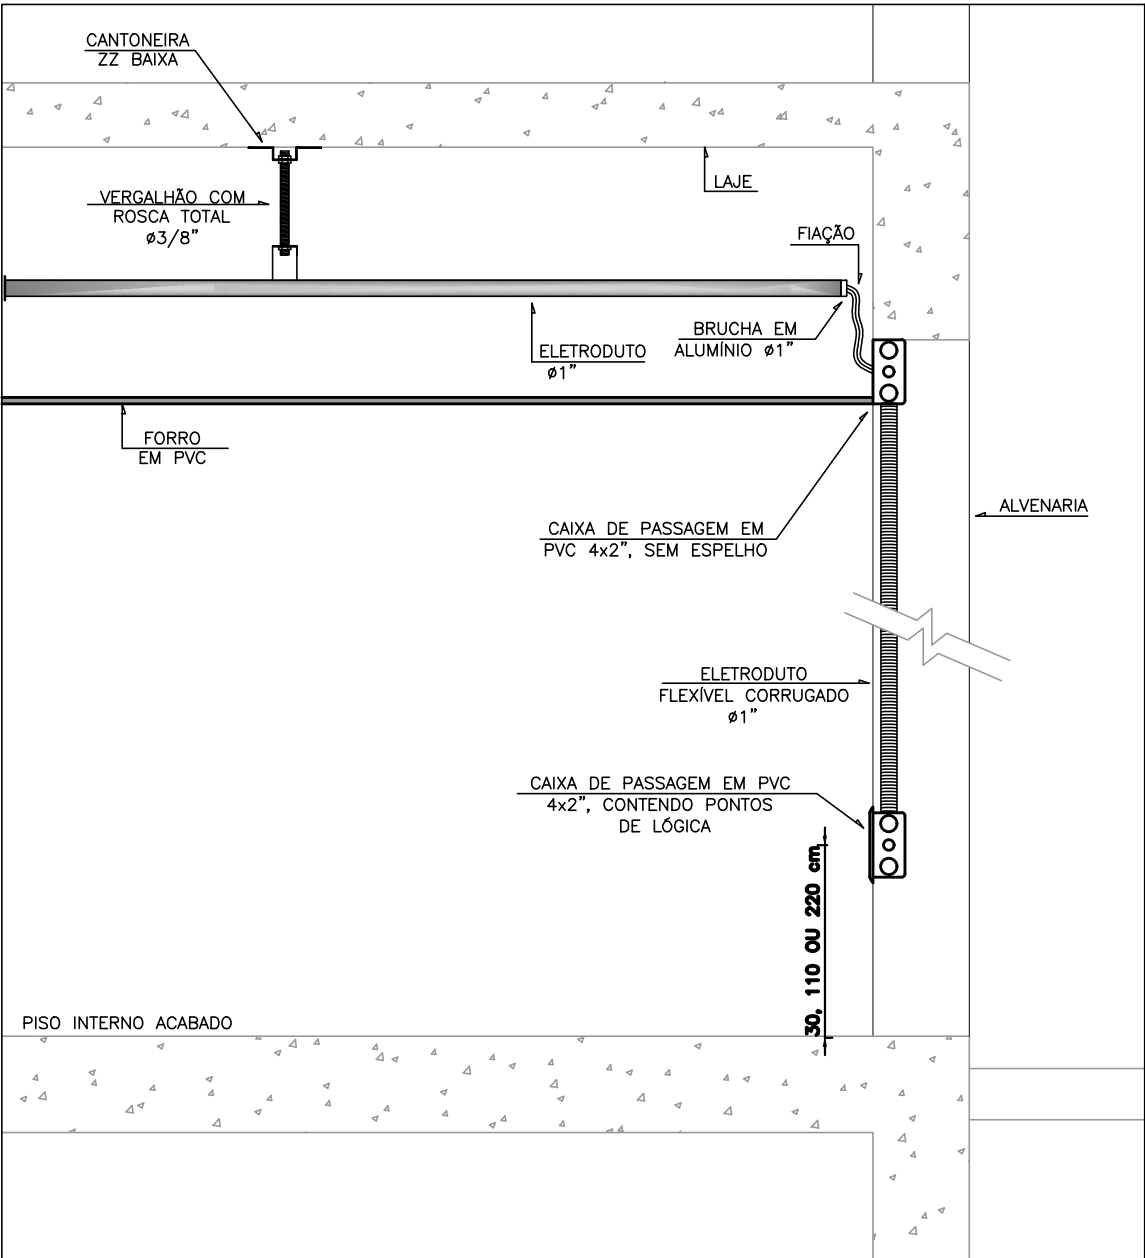 CANTONEIRA
ZZ BAIXA
LAJE
VERGALHÃO COM
ROSCA TOTAL
ø3/8”
FIAÇÃO
BRUCHA EM
ALUMÍNIO ø1”
ELETRODUTO
ø1”
FORRO
EM PVC
ALVENARIA
CAIXA DE PASSAGEM EM
PVC 4x2”, SEM ESPELHO
ELETRODUTO
FLEXÍVEL CORRUGADO
ø1”
CAIXA DE PASSAGEM EM PVC
4x2”, CONTENDO PONTOS
DE LÓGICA
30, 110 OU 220 cm
PISO INTERNO ACABADO